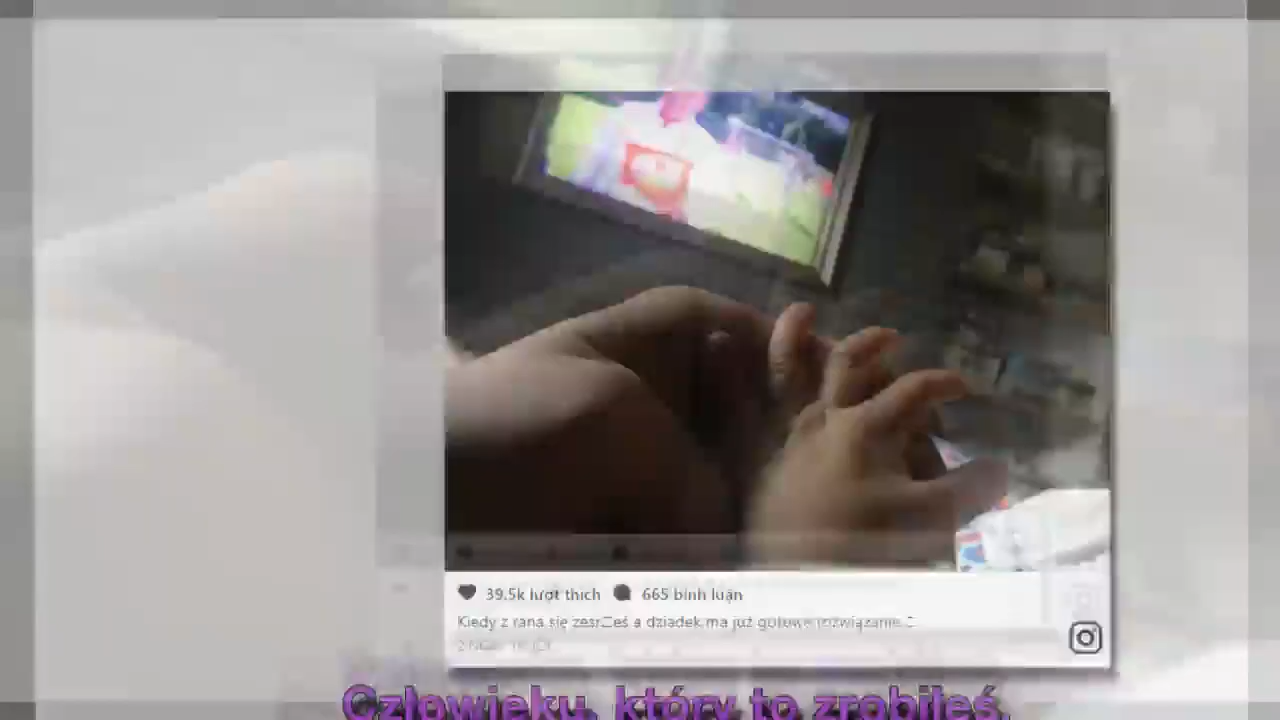 39.5k lượt thích 665 bình luận
Kiedy z rana się zesrałeś a dziadek ma już gotowe rozwiązanie
Człowieku, który to zrobiłeś,